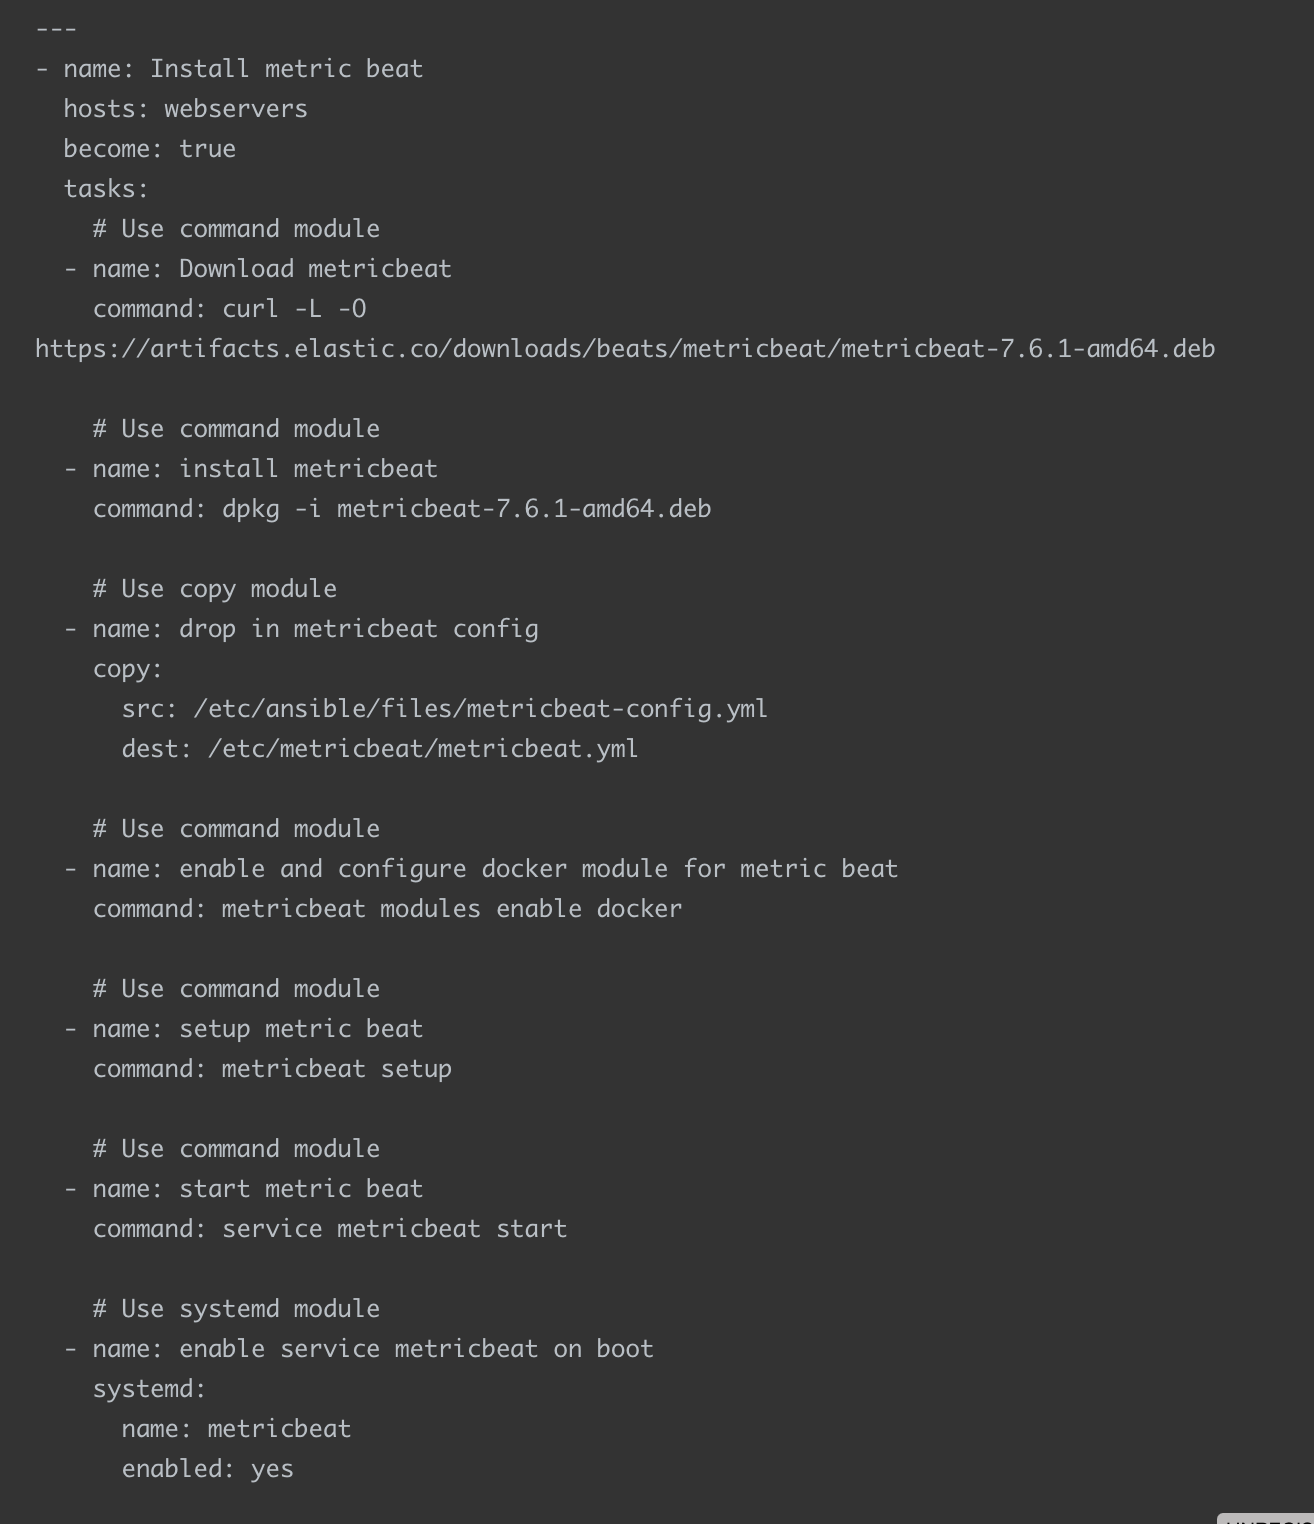 ---
- name: Install metric beat
  hosts: webservers
  become: true
  tasks:
    # Use command module
  - name: Download metricbeat
    command: curl -L -O
https://artifacts.elastic.co/downloads/beats/metricbeat/metricbeat-7.6.1-amd64.deb

    # Use command module
  - name: install metricbeat
    command: dpkg -i metricbeat-7.6.1-amd64.deb

    # Use copy module
  - name: drop in metricbeat config
    copy:
      src: /etc/ansible/files/metricbeat-config.yml
      dest: /etc/metricbeat/metricbeat.yml

    # Use command module
  - name: enable and configure docker module for metric beat
    command: metricbeat modules enable docker

    # Use command module
  - name: setup metric beat
    command: metricbeat setup

    # Use command module
  - name: start metric beat
    command: service metricbeat start

    # Use systemd module
  - name: enable service metricbeat on boot
    systemd:
      name: metricbeat
      enabled: yes